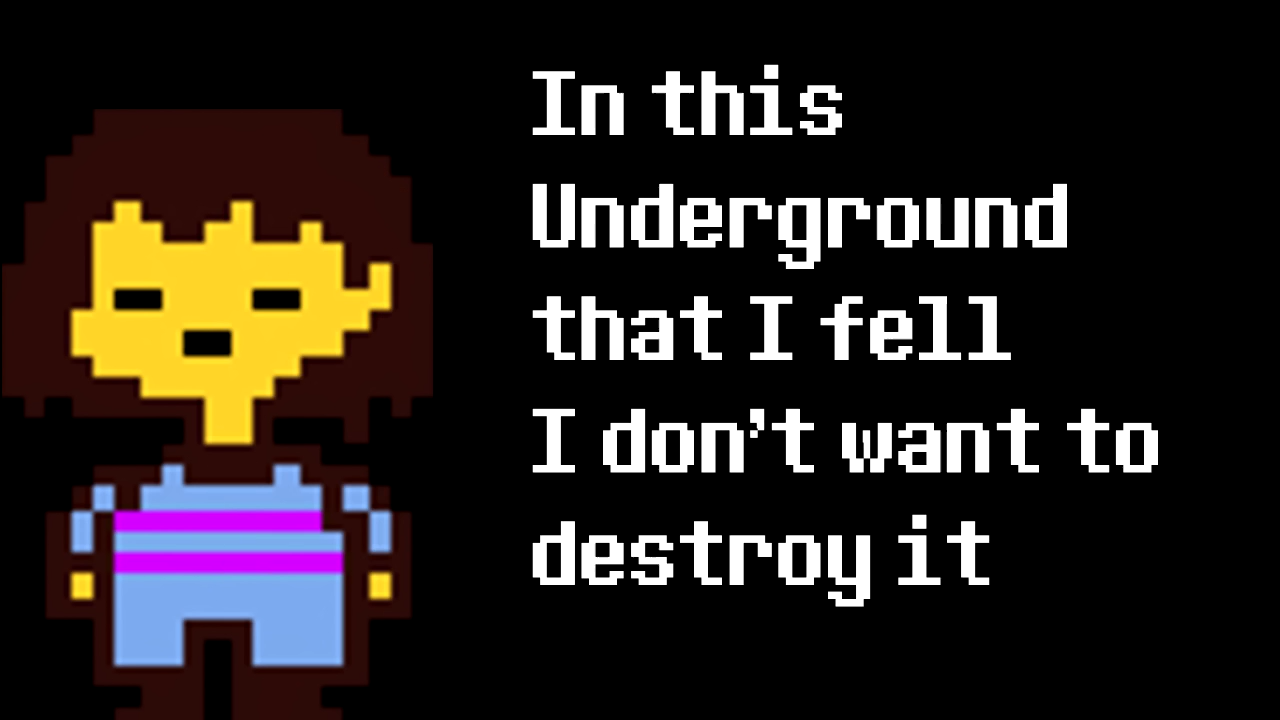 In this
Underground
that I fell
I don't want to
destroy it